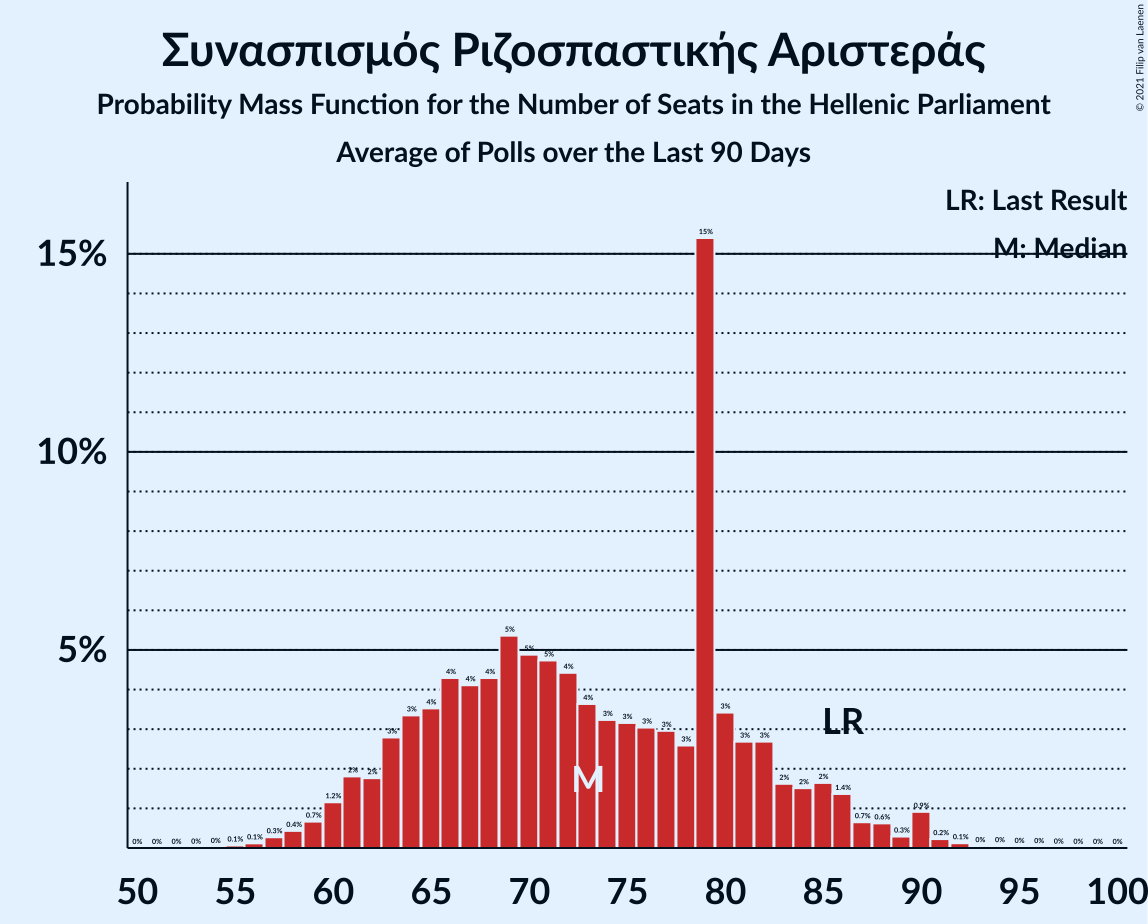 Συνασπισμός Ριζοσπαστικής Αριστεράς
Probability Mass Function for the Number of Seats in the Hellenic Parliament
Average of Polls over the Last 90 Days
© 2021 Filip van Laenen
LR: Last Result
M: Median
15%
10%
5%
0% 0% 0% 0% 0% 0.1% 0.1% 0.3% 0.4% 0.7% 1.2% 2% 2% 3% 3% 4% 4% 4% 4% 5% 5% 5% 4% 4% 3% 3% 3% 3% 3% 15% 3% 3% 3% 2% 2% 2% 1.4% 0.7% 0.6% 0.3% 0.9% 0.2% 0.1% 0% 0% 0% 0% 0% 0% 0% 0%
LR
M
50 55 60 65 70 75 80 85 90 95 100